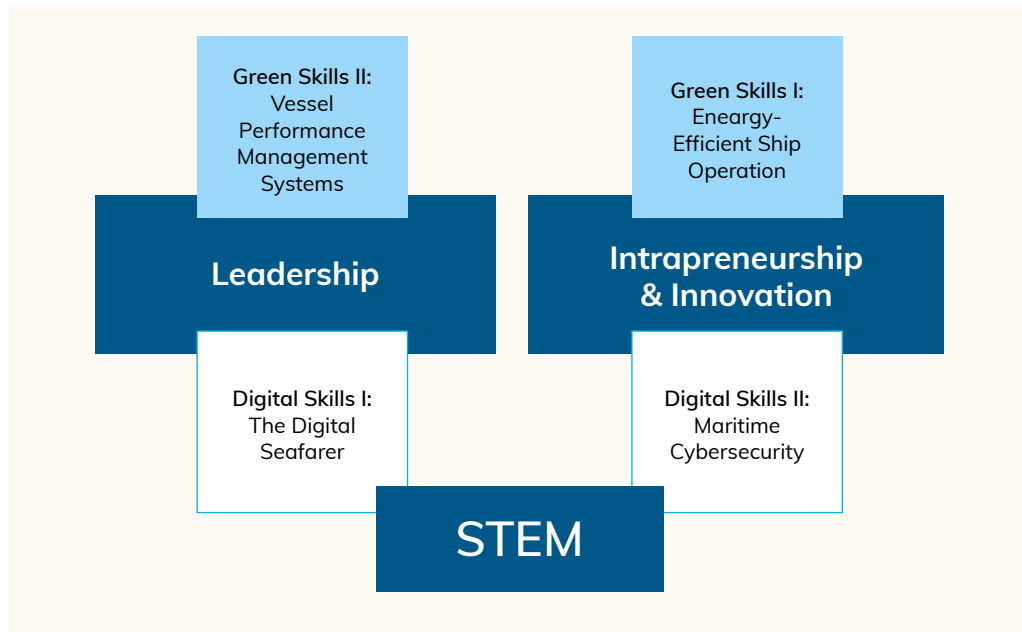 Green Skills II:
Vessel
Performance
Management
Systems
Green Skills I:
Eneargy-
Efficient Ship
Operation
Leadership
Intrapreneurship
& Innovation
Digital Skills I:
The Digital
Seafarer
Digital Skills II:
Maritime
Cybersecurity
STEM